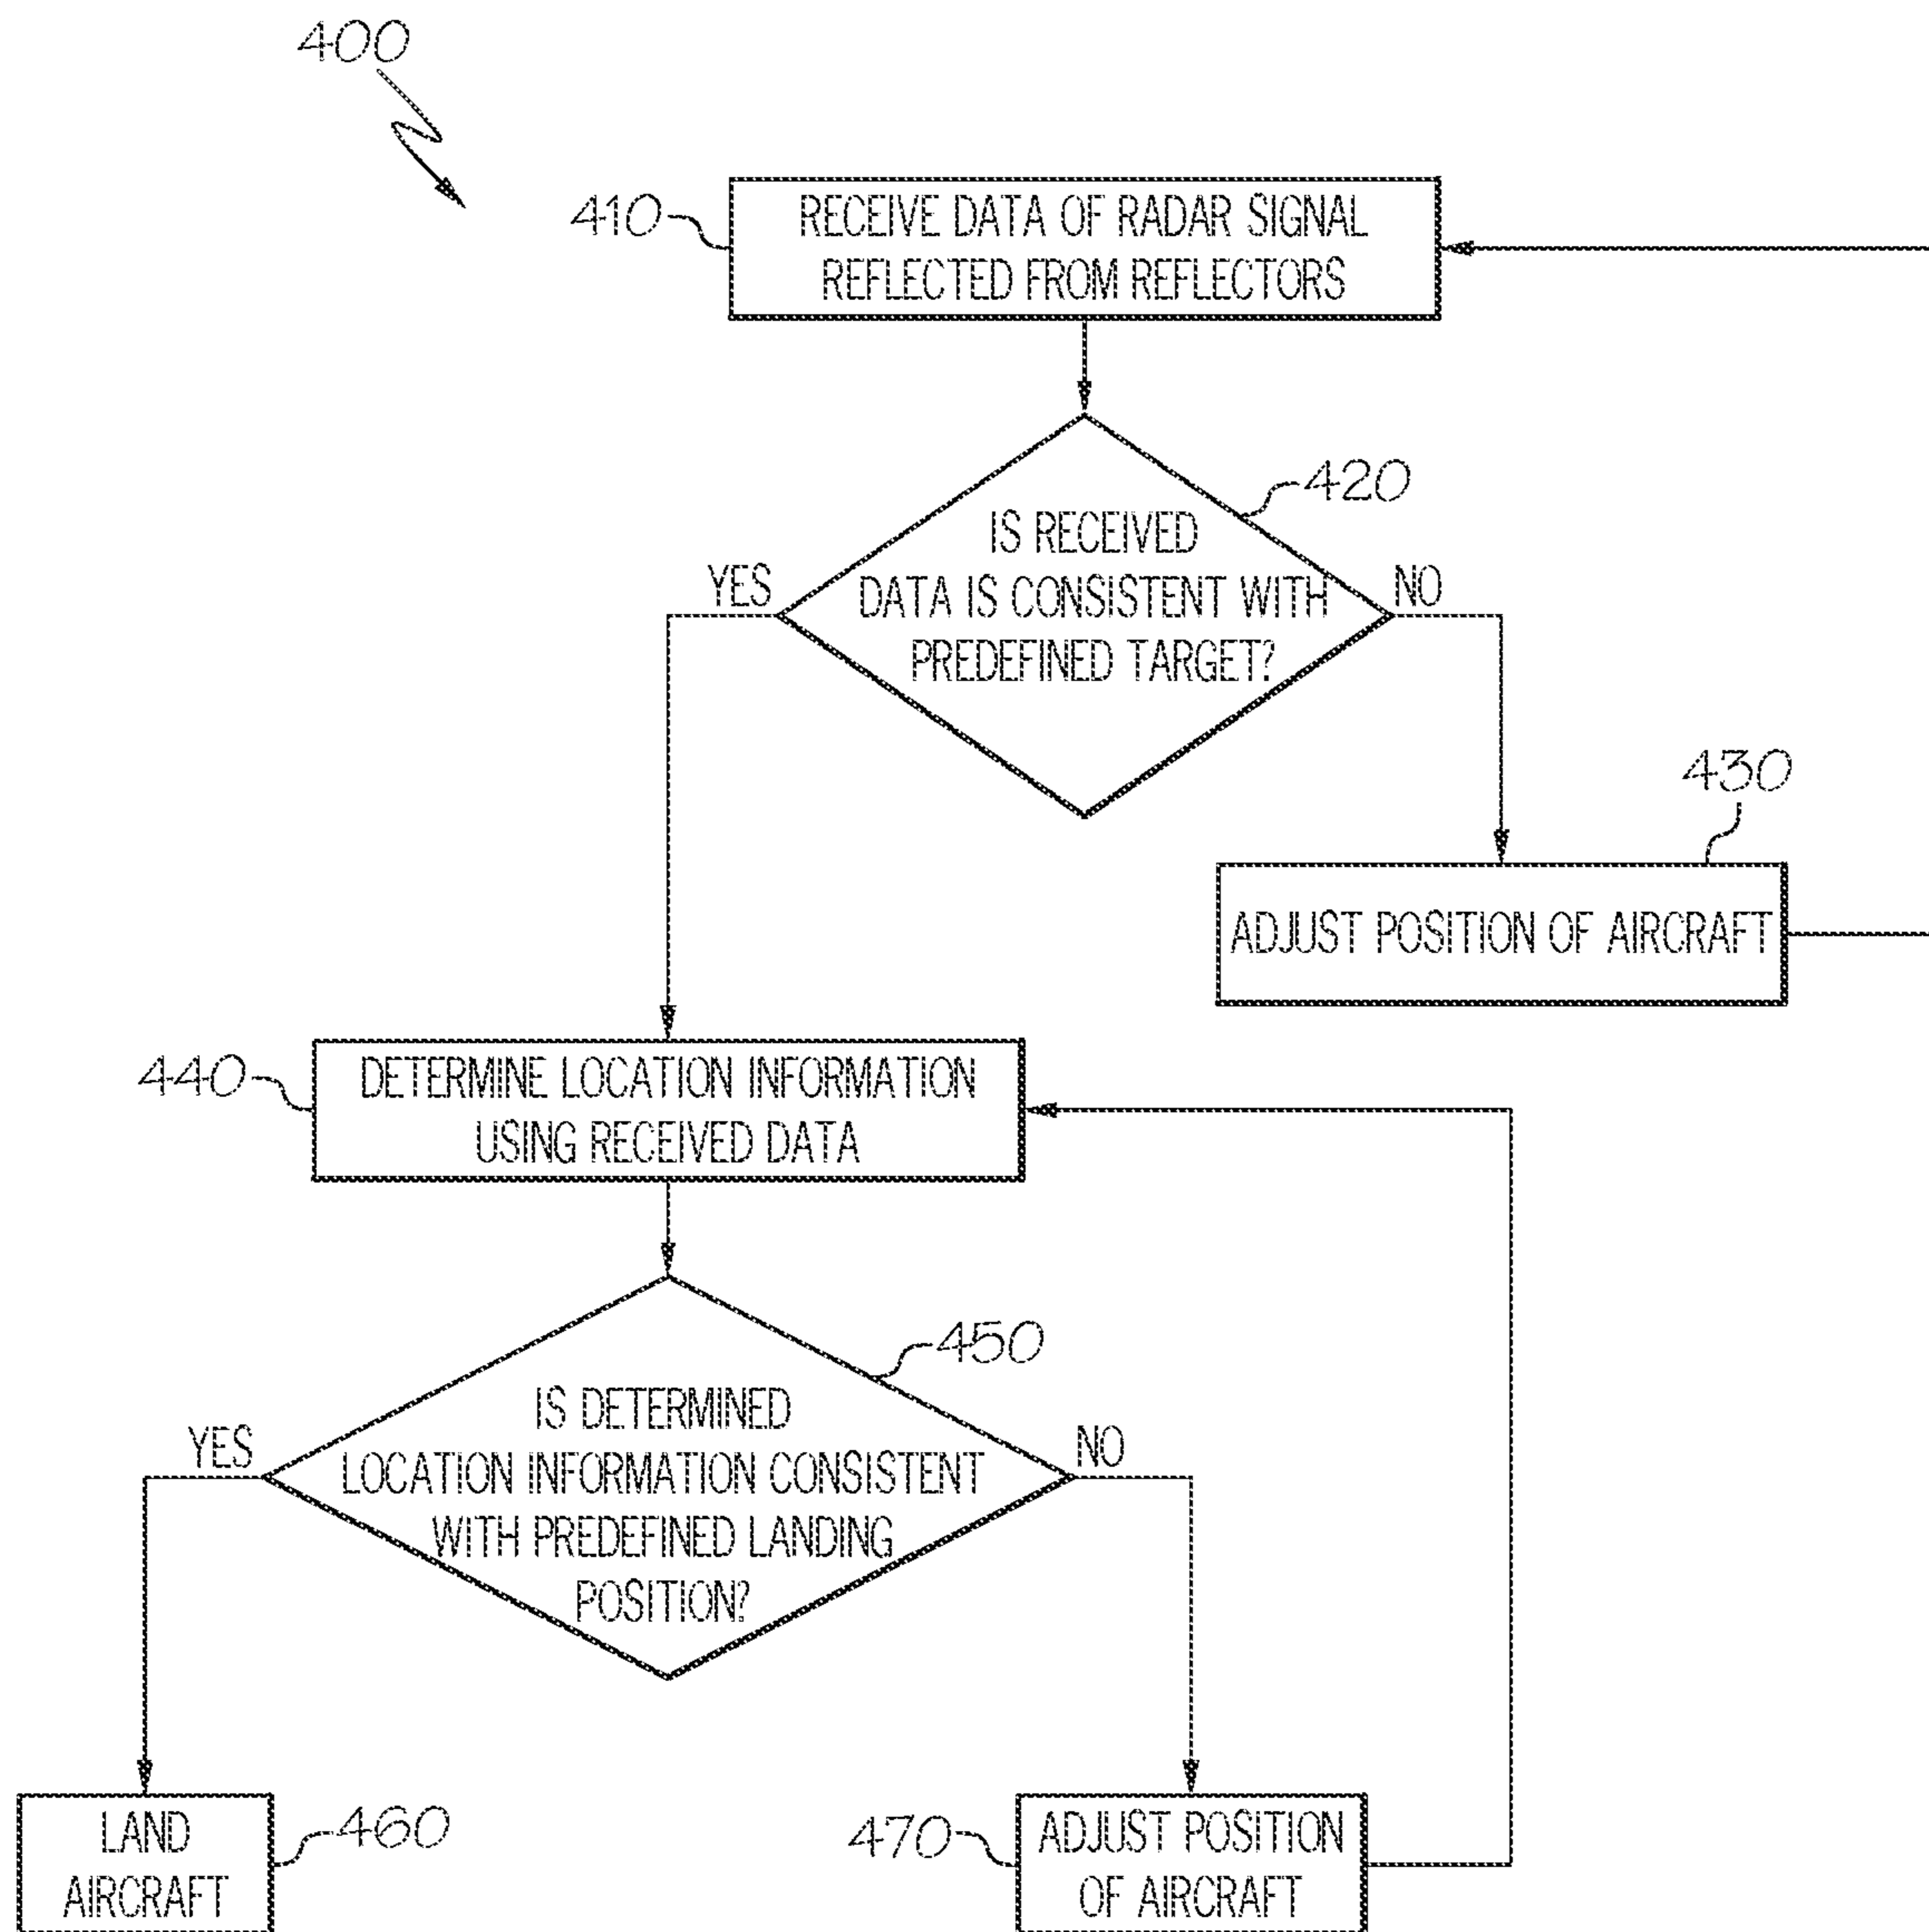 400
410
RECEIVE DATA OF RADAR SIGNAL
REFLECTED FROM REFLECTORS
420
IS RECEIVED
DATA IS CONSISTENT WITH
PREDEFINED TARGET?
YES
NO
430
ADJUST POSITION OF AIRCRAFT
440
DETERMINE LOCATION INFORMATION
USING RECEIVED DATA
450
IS DETERMINED
LOCATION INFORMATION CONSISTENT
WITH PREDEFINED LANDING
POSITION?
YES
NO
LAND
AIRCRAFT
460
470
ADJUST POSITION
OF AIRCRAFT